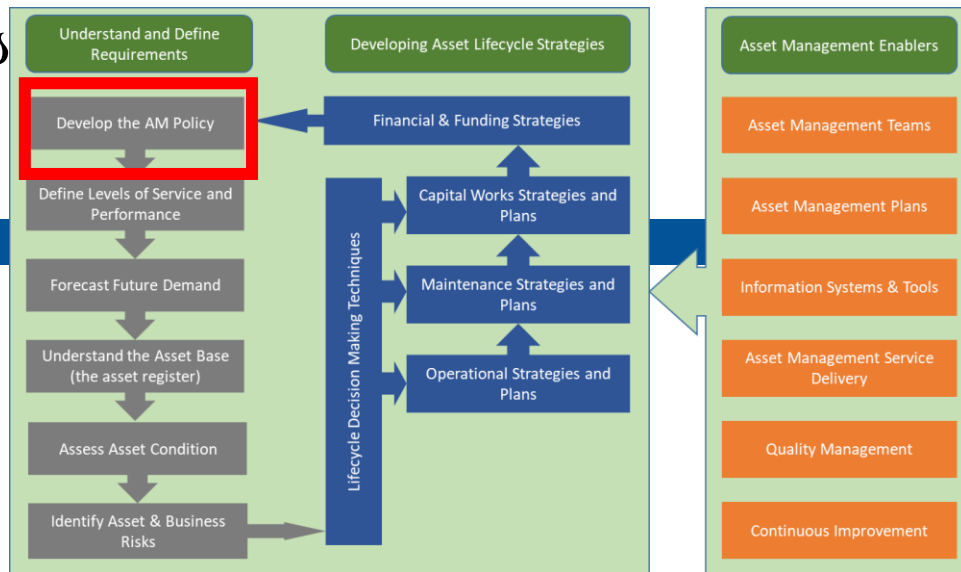 Understand and Define
Requirements
Develop the AM Policy
Define Levels of Service and
Performance
Forecast Future Demand
Understand the Asset Base
(the asset register)
Assess Asset Condition
Identify Asset & Business
Risks
Developing Asset Lifecycle Strategies
Financial & Funding Strategies
Capital Works Strategies and
Plans
Maintenance Strategies and
Plans
Operational Strategies and
Plans
Lifecycle Decision Making Techniques
Asset Management Enablers
Asset Management Teams
Asset Management Plans
Information Systems & Tools
Asset Management Service
Delivery
Quality Management
Continuous Improvement